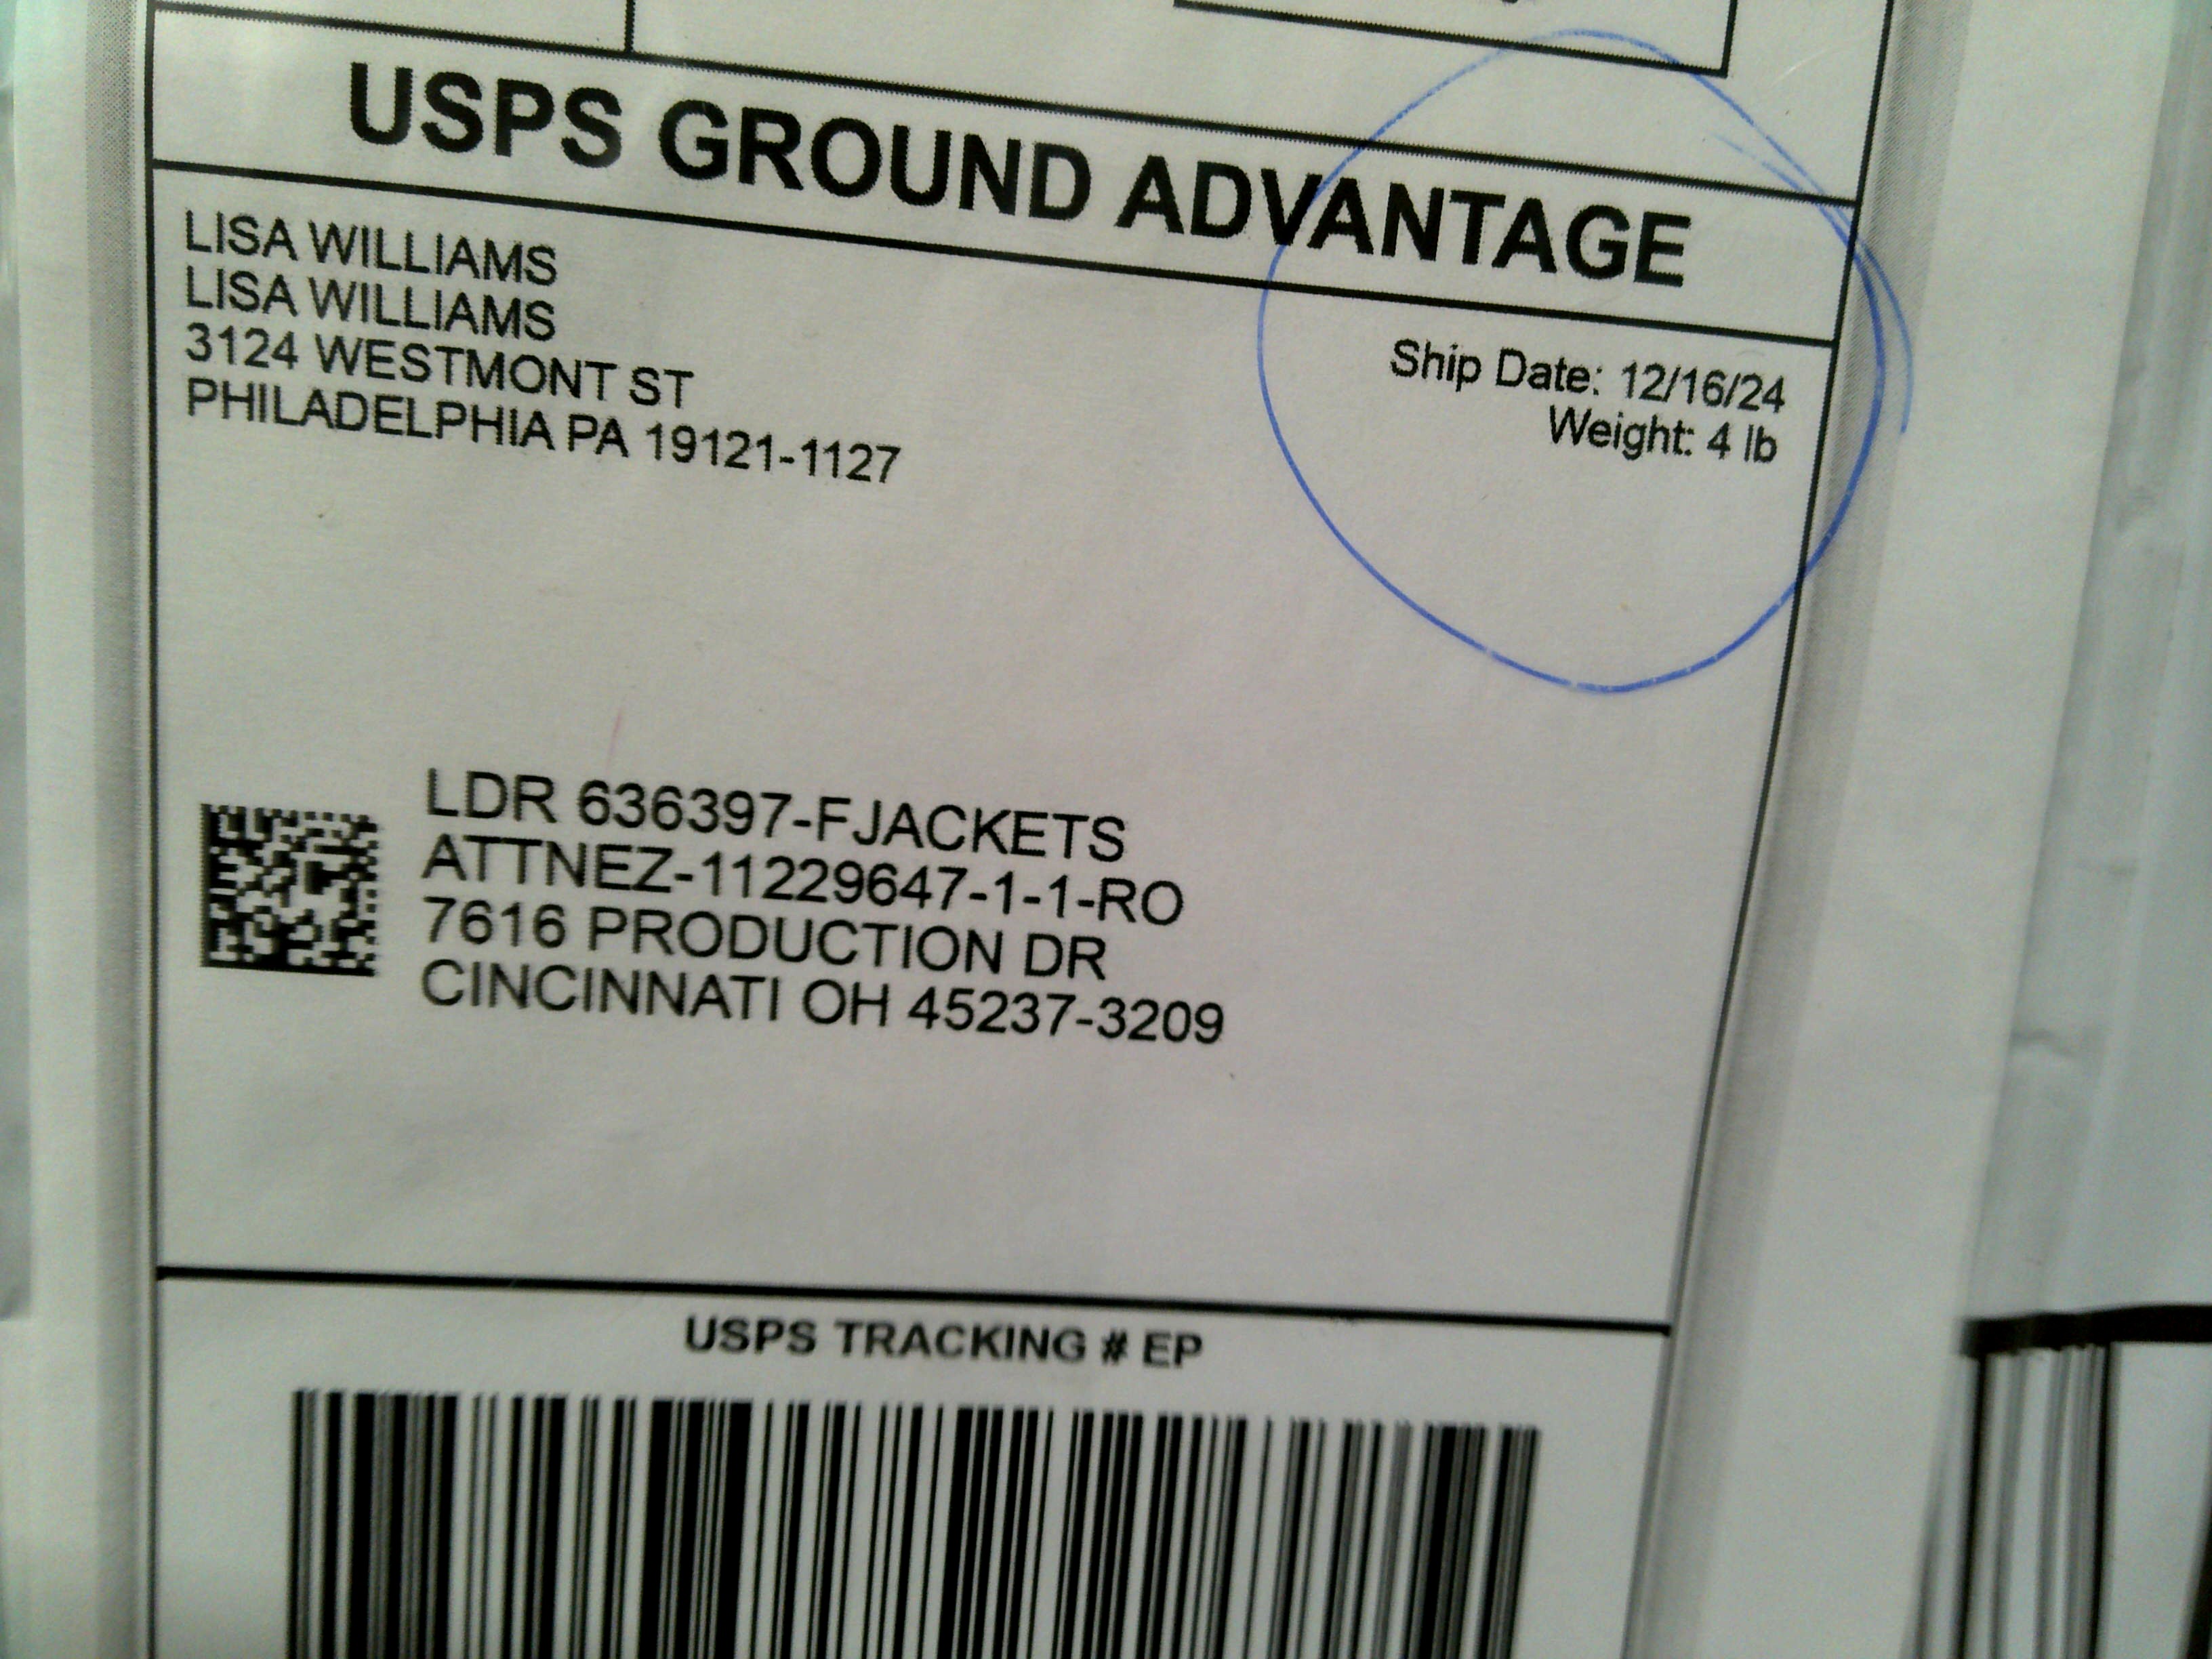 USPS GROUND ADVANTAGE
LISA WILLIAMS
LISA WILLIAMS
3124 WESTMONT ST
PHILADELPHIA PA 19121-1127
Ship Date: 12/16/24
Weight: 4 lb
LDR 636397-FJACKETS
ATTNEZ-11229647-1-1-RO
7616 PRODUCTION DR
CINCINNATI OH 45237-3209
USPS TRACKING # EP